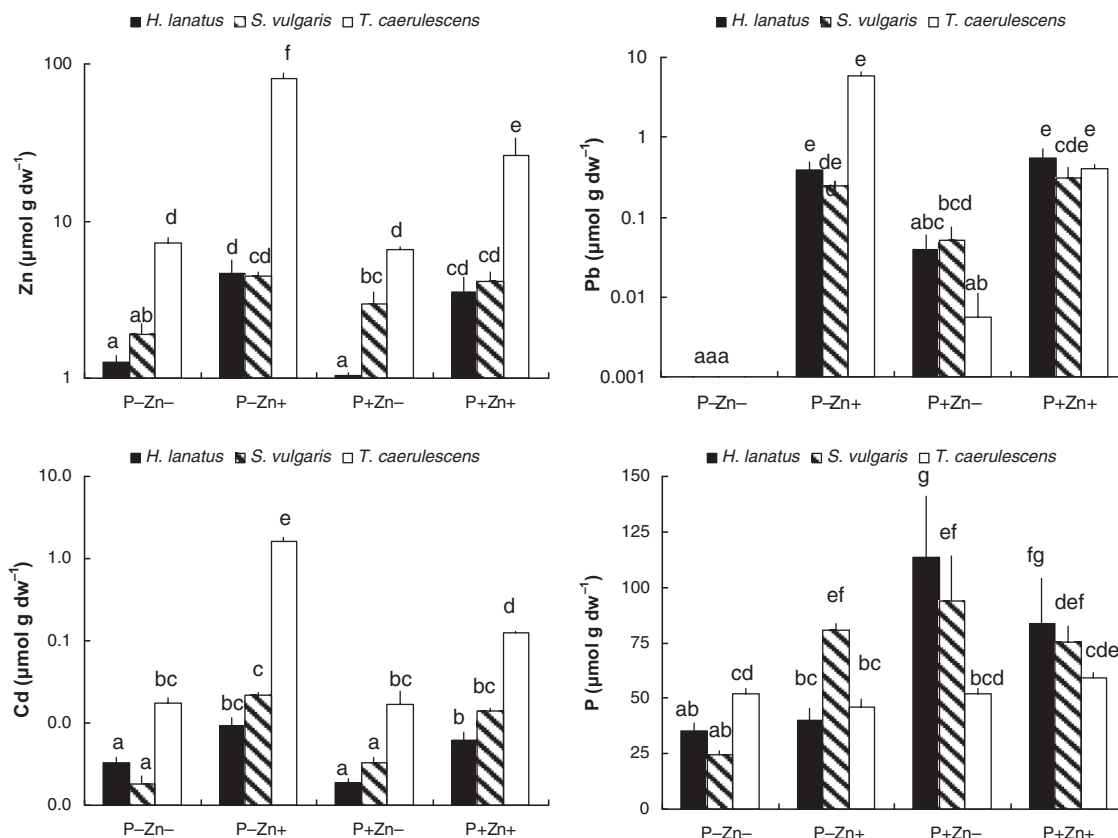 ■ H. lanatus S. vulgaris □ T. caerulescens
Zn (µmol g dw⁻¹)
100
10
1
a ab d
d cd f
a bc d
cd cd e
P–Zn– P–Zn+ P+Zn– P+Zn+
■ H. lanatus S. vulgaris □ T. caerulescens
Pb (µmol g dw⁻¹)
10
1
0.1
0.01
0.001
aaa
e de d e
abc bcd ab
e cde e
P–Zn– P–Zn+ P+Zn– P+Zn+
■ H. lanatus S. vulgaris □ T. caerulescens
Cd (µmol g dw⁻¹)
10.0
1.0
0.1
0.0
0.0
a a bc
bc c e
a a bc
b bc d
P–Zn– P–Zn+ P+Zn– P+Zn+
■ H. lanatus S. vulgaris □ T. caerulescens
P (µmol g dw⁻¹)
150
125
100
75
50
25
0
ab ab cd
bc ef bc
g ef bcd
fg def cde
P–Zn– P–Zn+ P+Zn– P+Zn+